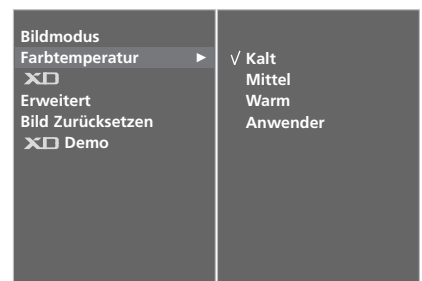 Bildmodus
Farbtemperatur ►
XD
Erweitert
Bild Zurücksetzen
XD Demo
√ Kalt
Mittel
Warm
Anwender